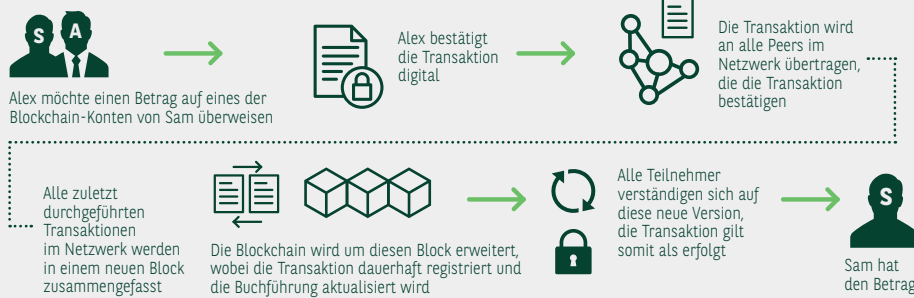 S A
Alex möchte einen Betrag auf eines der
Blockchain-Konten von Sam überweisen
Alex bestätigt
die Transaktion
digital
Die Transaktion wird
an alle Peers im
Netzwerk übertragen,
die die Transaktion
bestätigen
Alle zuletzt
durchgeführten
Transaktionen
im Netzwerk werden
in einem neuen Block
zusammengefasst
Die Blockchain wird um diesen Block erweitert,
wobei die Transaktion dauerhaft registriert und
die Buchführung aktualisiert wird
Alle Teilnehmer
verständigen sich auf
diese neue Version,
die Transaktion gilt
somit als erfolgt
S
Sam hat
den Betrag